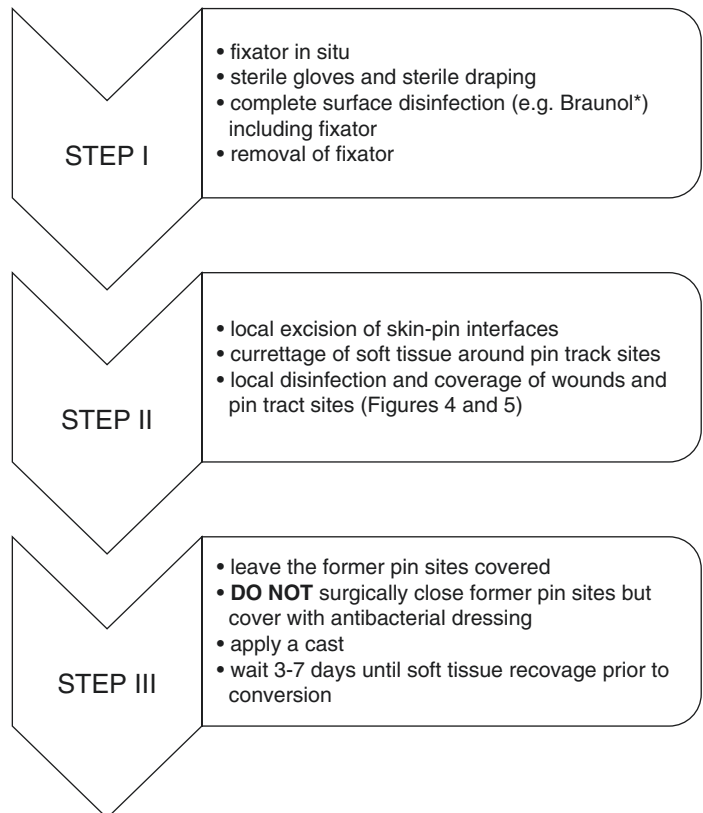 STEP I
• fixator in situ
• sterile gloves and sterile draping
• complete surface disinfection (e.g. Braunol*)
including fixator
• removal of fixator
STEP II
• local excision of skin-pin interfaces
• currettage of soft tissue around pin track sites
• local disinfection and coverage of wounds and
pin tract sites (Figures 4 and 5)
STEP III
• leave the former pin sites covered
• DO NOT surgically close former pin sites but
cover with antibacterial dressing
• apply a cast
• wait 3-7 days until soft tissue recovage prior to
conversion